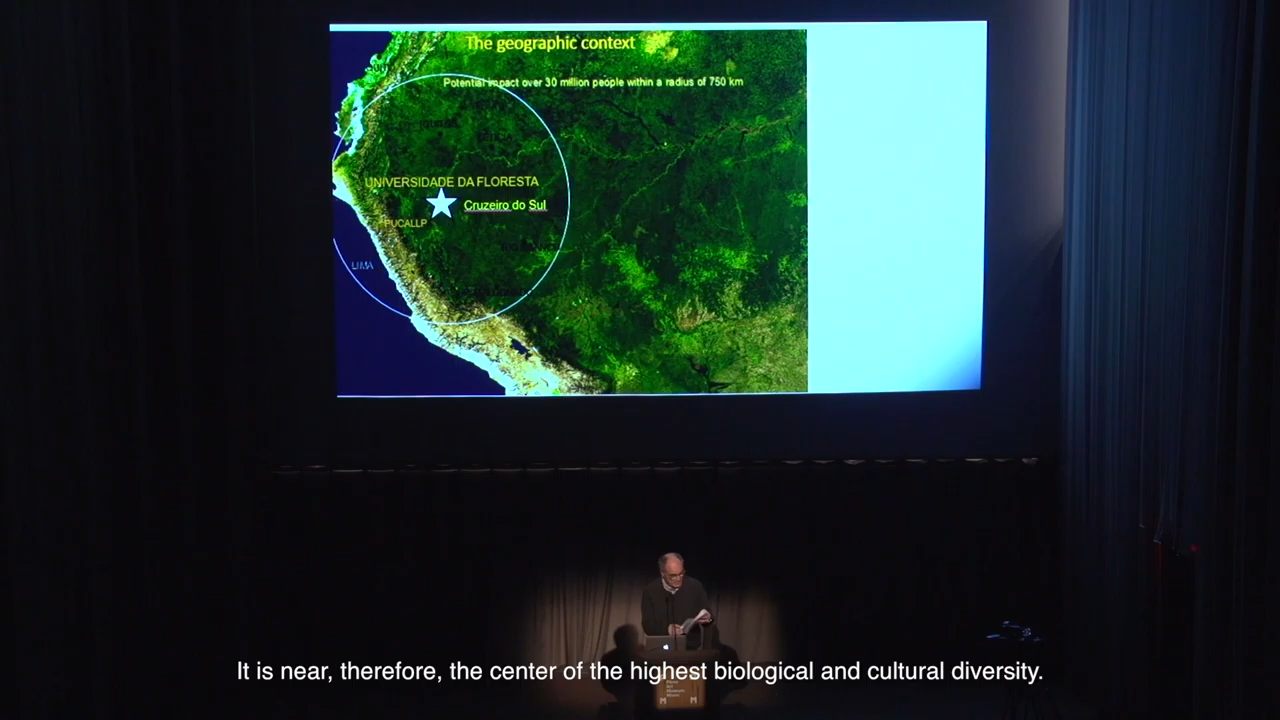 The geographic context
Potential impact over 30 million people within a radius of 750 km
UNIVERSIDADE DA FLORESTA
Cruzeiro do Sul
PUCALLP
LIMA
It is near, therefore, the center of the highest biological and cultural diversity.